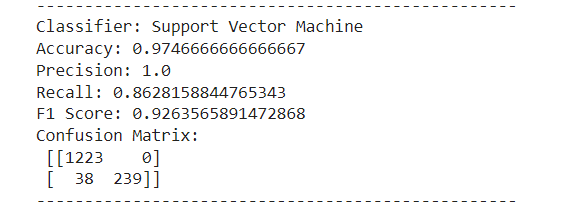 --------------------------------------------------
Classifier: Support Vector Machine
Accuracy: 0.9746666666666667
Precision: 1.0
Recall: 0.8628158844765343
F1 Score: 0.9263565891472868
Confusion Matrix:
 [[1223    0]
 [  38  239]]
--------------------------------------------------